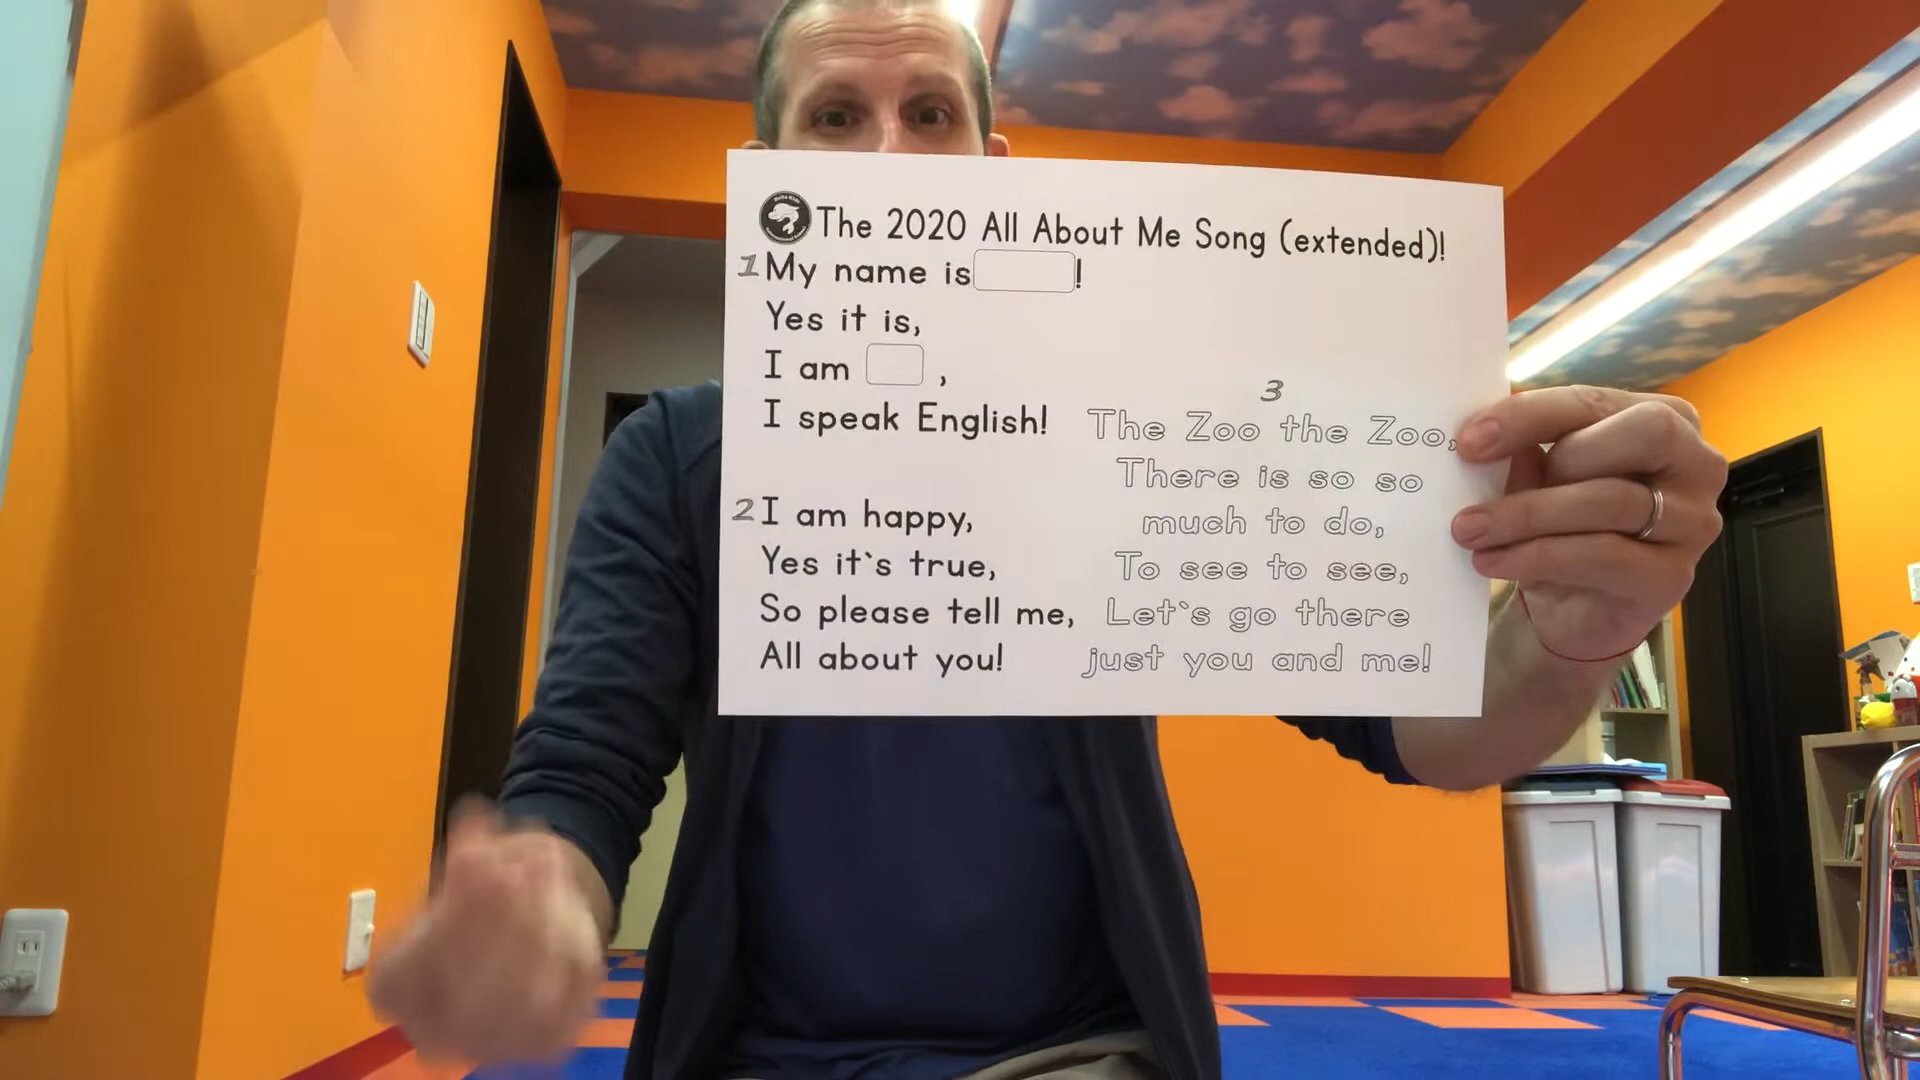 The 2020 All About Me Song (extended)!
1 My name is !
Yes it is,
I am ,
I speak English!
2 I am happy,
Yes it`s true,
So please tell me,
All about you!
3
The Zoo the Zoo,
There is so so
much to do,
To see to see,
Let`s go there
just you and me!